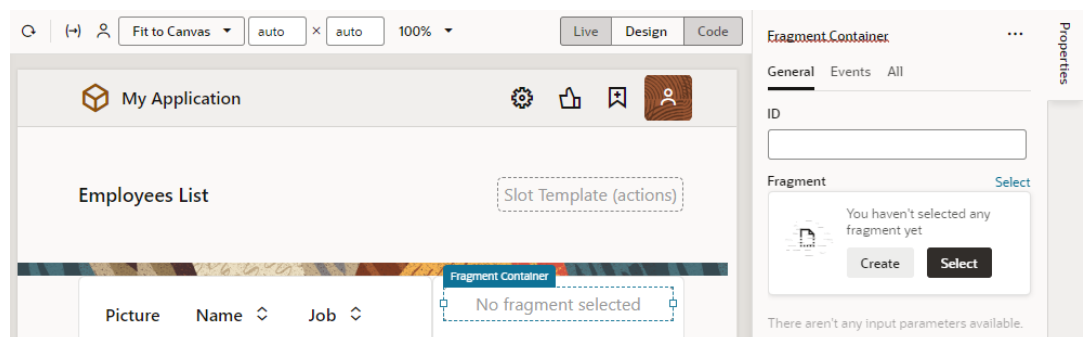 Fit to Canvas auto × auto 100% Live Design Code
My Application
Employees List
Slot Template (actions)
Fragment Container
No fragment selected
Picture Name Job
Fragment Container ...
General Events All
ID
Fragment Select
You haven't selected any
fragment yet
Create Select
There aren't any input parameters available.
Properties